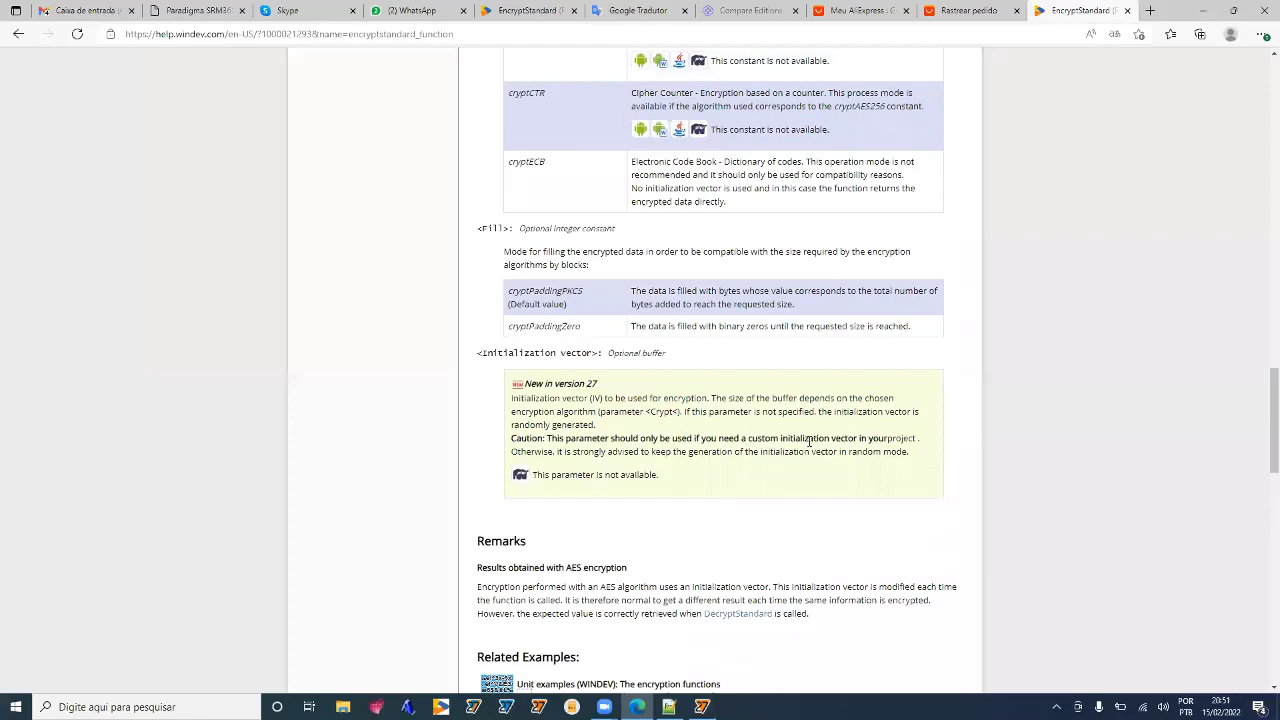 Caixa de entrada (4
Paradigma SRM365
Skype
(2) WhatsApp
EncryptStandard (F
Google Tradutor
Compare Editions
Meu AliExpress : G
Rastrear pedido
EncryptStandard (F
https://help.windev.com/en-US/?1000021293&name=encryptstandard_function
This constant is not available.
cryptCTR
Cipher Counter - Encryption based on a counter. This process mode is
available if the algorithm used corresponds to the cryptAES256 constant.
This constant is not available.
cryptECB
Electronic Code Book - Dictionary of codes. This operation mode is not
recommended and it should only be used for compatibility reasons.
No initialization vector is used and in this case the function returns the
encrypted data directly.
<Fill>: Optional Integer constant
Mode for filling the encrypted data in order to be compatible with the size required by the encryption
algorithms by blocks:
cryptPaddingPKCS
(Default value)
The data is filled with bytes whose value corresponds to the total number of
bytes added to reach the requested size.
cryptPaddingZero
The data is filled with binary zeros until the requested size is reached.
<Initialization vector>: Optional buffer
NEW New in version 27
Initialization vector (IV) to be used for encryption. The size of the buffer depends on the chosen
encryption algorithm (parameter <Crypt<). If this parameter is not specified, the initialization vector is
randomly generated.
Caution: This parameter should only be used if you need a custom initialization vector in yourproject .
Otherwise, it is strongly advised to keep the generation of the initialization vector in random mode.
This parameter is not available.
Remarks
Results obtained with AES encryption
Encryption performed with an AES algorithm uses an initialization vector. This initialization vector is modified each time
the function is called. It is therefore normal to get a different result each time the same information is encrypted.
However, the expected value is correctly retrieved when DecryptStandard is called.
Related Examples:
Unit examples (WINDEV): The encryption functions
Digite aqui para pesquisar
POR
PTB
20:51
15/02/2022